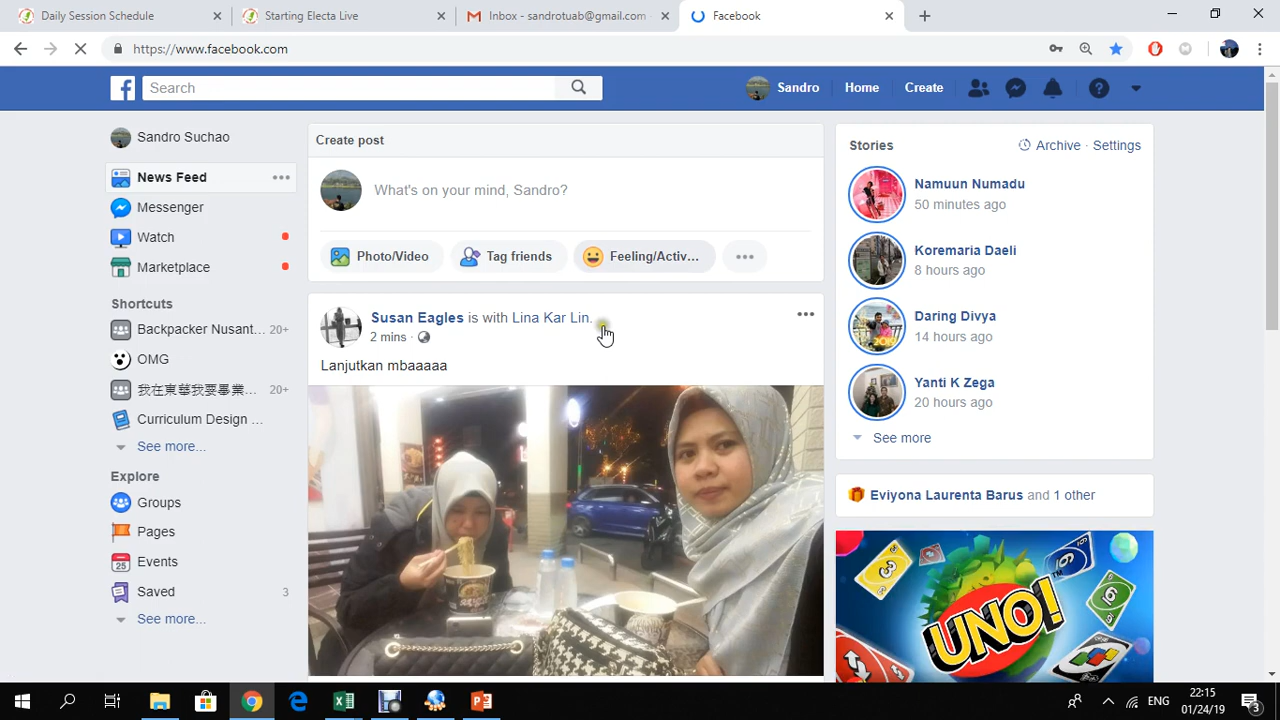 Daily Session Schedule
Starting Electa Live
Inbox - sandrotuab@gmail.com
Facebook
https://www.facebook.com
Search
Sandro
Home
Create
Sandro Suchao
News Feed
Messenger
Watch
Marketplace
Shortcuts
Backpacker Nusant... 20+
OMG
我在東華我要畢業... 20+
Curriculum Design ...
See more...
Explore
Groups
Pages
Events
Saved 3
See more...
Create post
What's on your mind, Sandro?
Photo/Video
Tag friends
Feeling/Activ...
Susan Eagles is with Lina Kar Lin.
2 mins ·
Lanjutkan mbaaaaa
Stories
Archive · Settings
Namuun Numadu
50 minutes ago
Koremaria Daeli
8 hours ago
Daring Divya
14 hours ago
Yanti K Zega
20 hours ago
See more
Eviyona Laurenta Barus and 1 other
UNO!
ENG
22:15
01/24/19
3